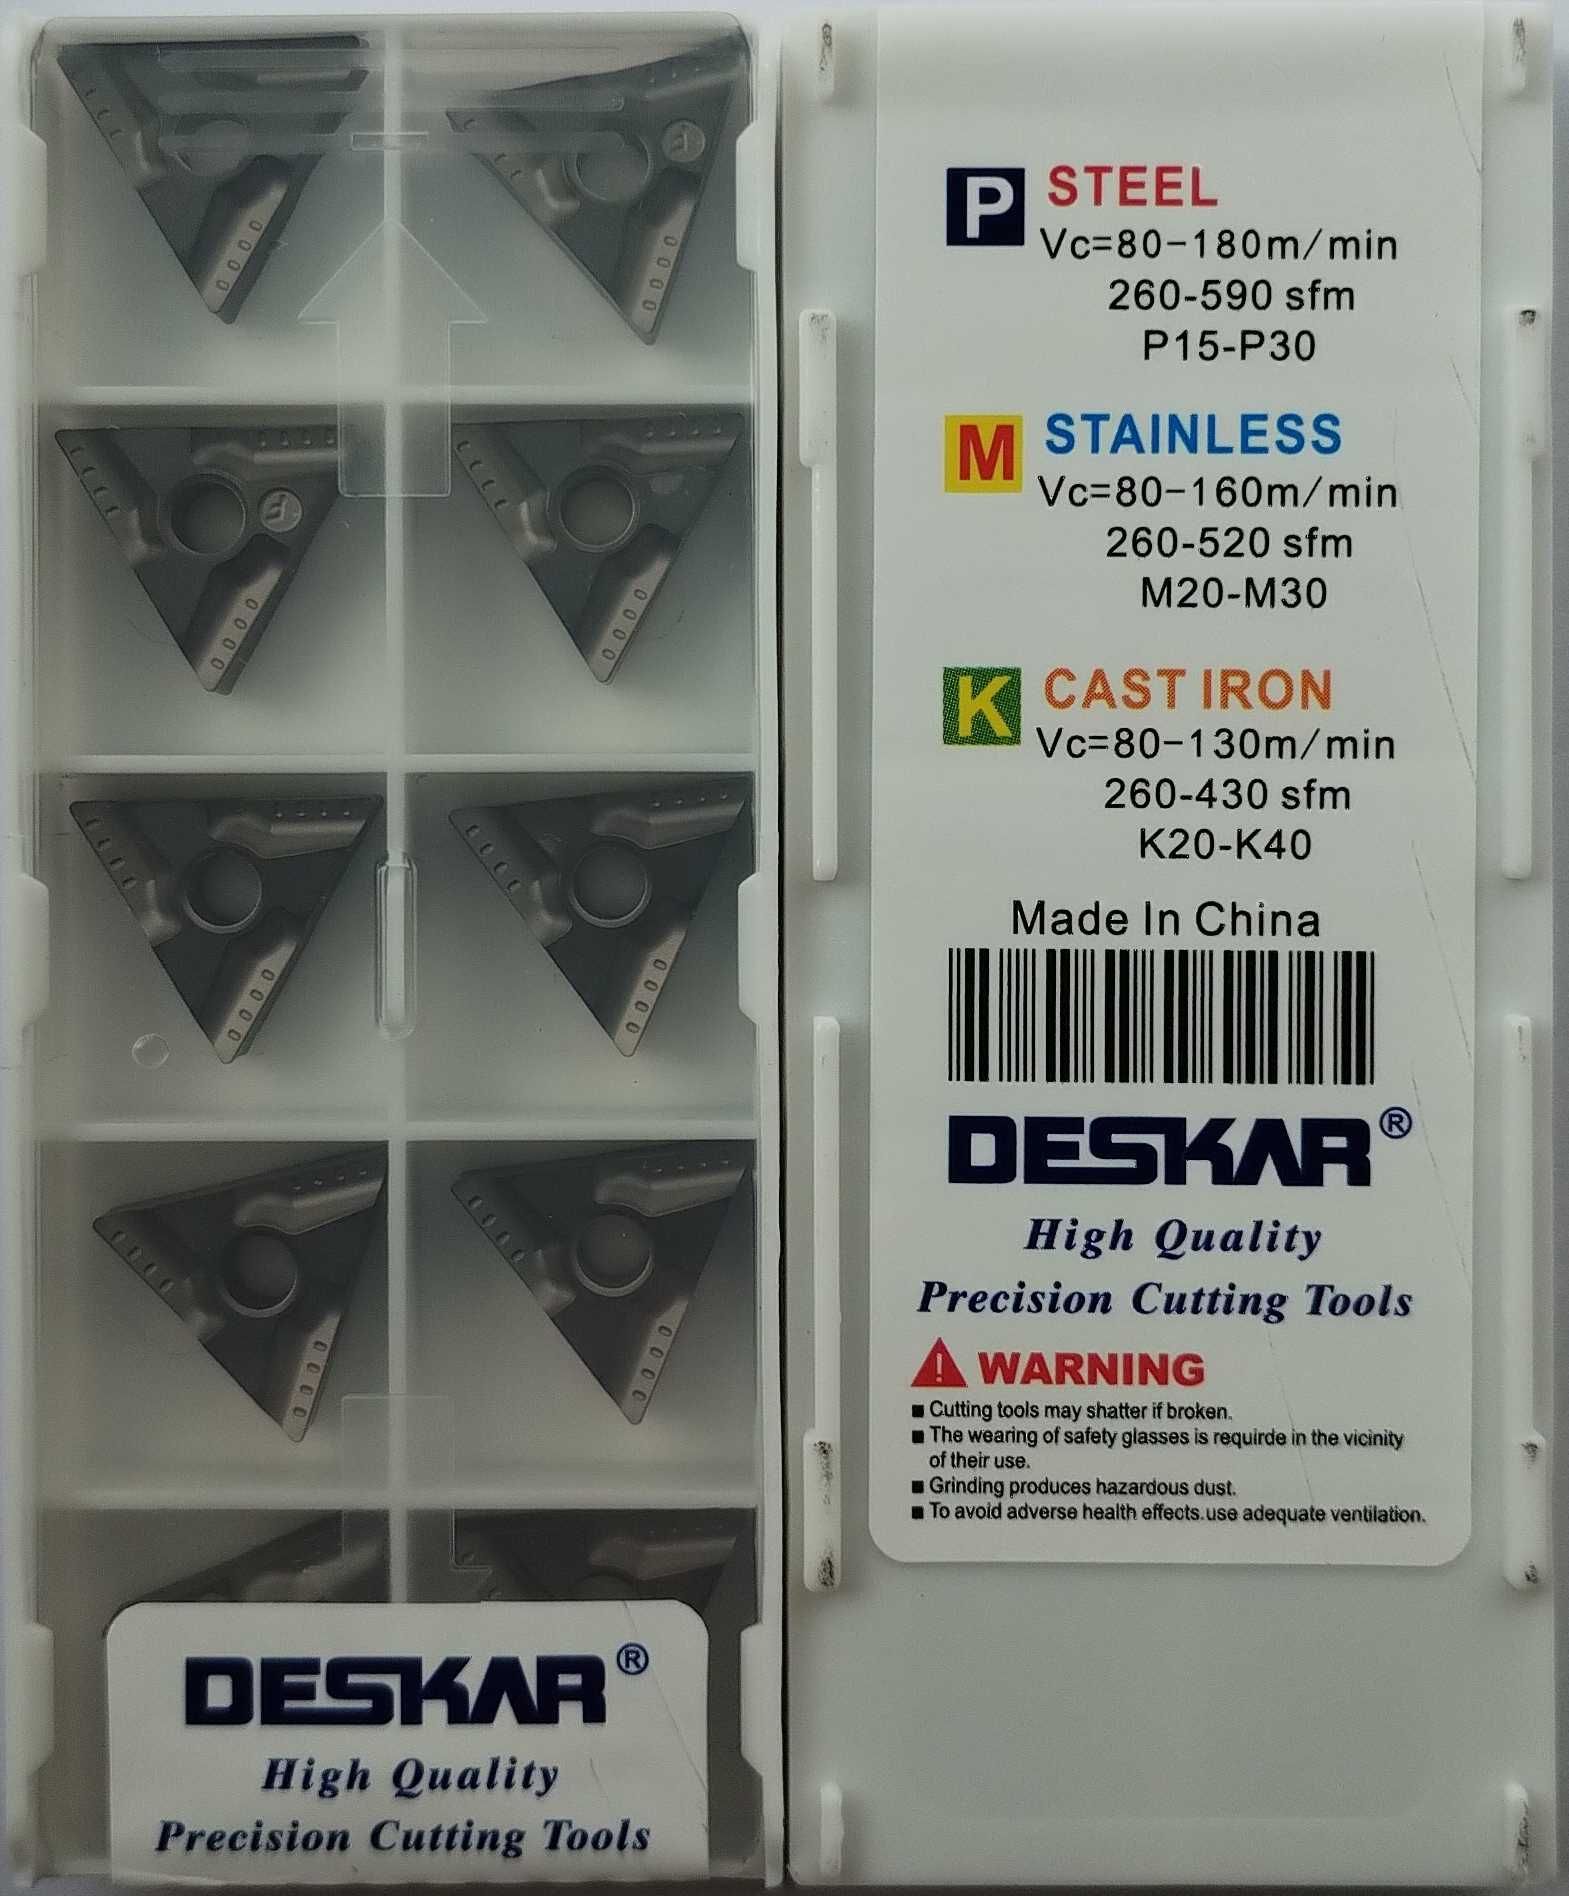 DESKAR®
High Quality
Precision Cutting Tools
P STEEL
Vc=80-180m/min
260-590 sfm
P15-P30
M STAINLESS
Vc=80-160m/min
260-520 sfm
M20-M30
K CAST IRON
Vc=80-130m/min
260-430 sfm
K20-K40
Made In China
DESKAR®
High Quality
Precision Cutting Tools
WARNING
■ Cutting tools may shatter if broken.
■ The wearing of safety glasses is requirde in the vicinity
of their use.
■ Grinding produces hazardous dust.
■ To avoid adverse health effects.use adequate ventilation.